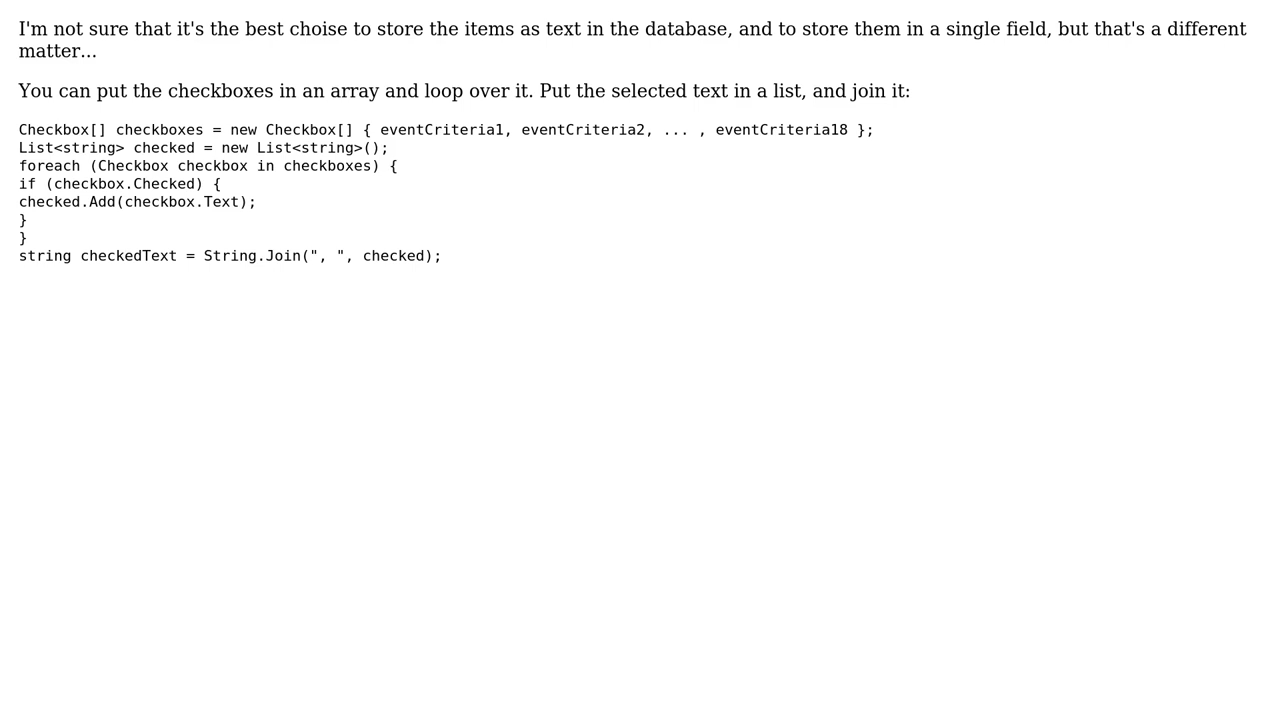 I'm not sure that it's the best choise to store the items as text in the database, and to store them in a single field, but that's a different
matter...
You can put the checkboxes in an array and loop over it. Put the selected text in a list, and join it:
Checkbox[] checkboxes = new Checkbox[] { eventCriteria1, eventCriteria2, ... , eventCriteria18 };
List<string> checked = new List<string>();
foreach (Checkbox checkbox in checkboxes) {
if (checkbox.Checked) {
checked.Add(checkbox.Text);
}
}
string checkedText = String.Join(", ", checked);